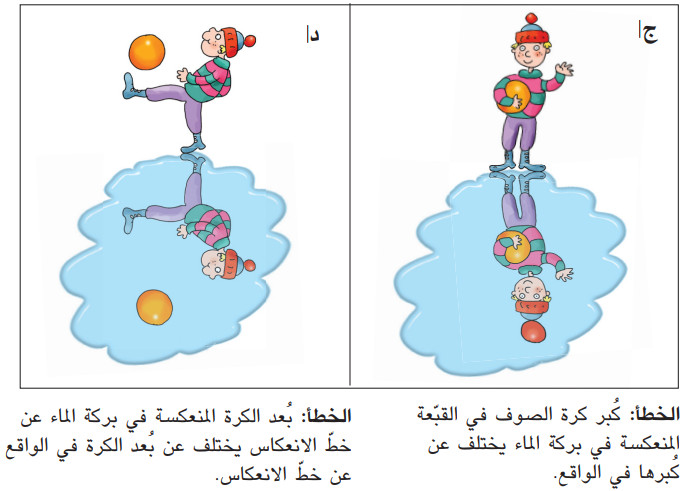 ج|
د|
الخطأ: كُبر كرة الصوف في القبّعة
المنعكسة في بركة الماء يختلف عن
كُبرها في الواقع.
الخطأ: بُعد الكرة المنعكسة في بركة الماء عن
خطّ الانعكاس يختلف عن بُعد الكرة في الواقع
عن خطّ الانعكاس.